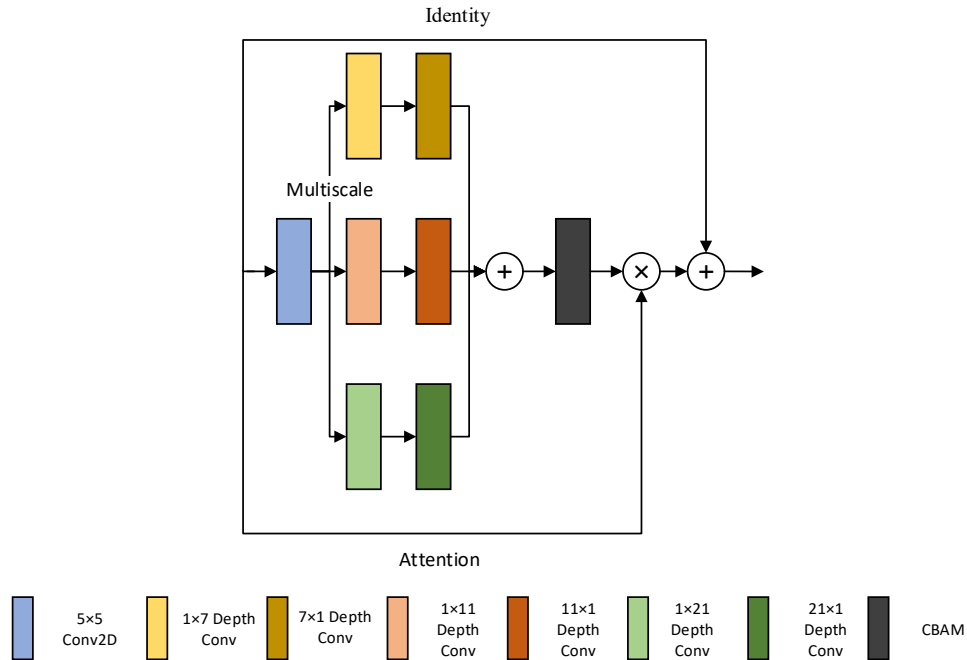 Identity
Multiscale
+
×
+
Attention
5×5
Conv2D
1×7 Depth
Conv
7×1 Depth
Conv
1×11
Depth
Conv
11×1
Depth
Conv
1×21
Depth
Conv
21×1
Depth
Conv
CBAM